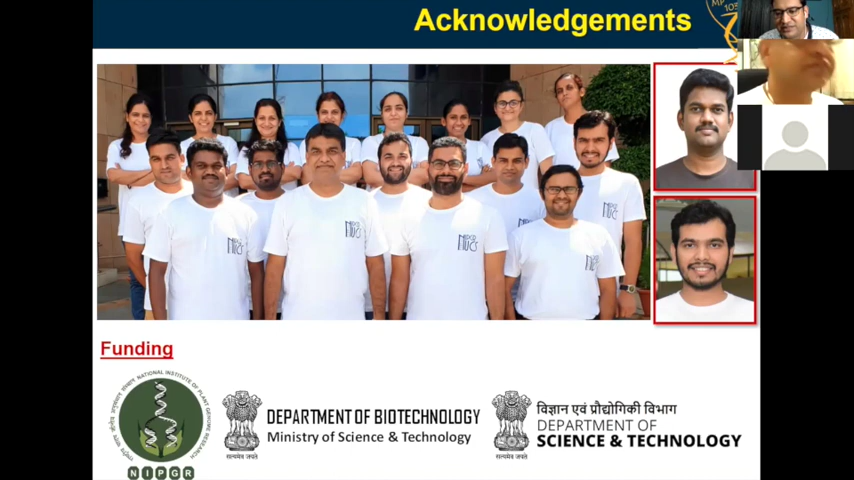 Acknowledgements
Funding
NATIONAL INSTITUTE OF PLANT GENOME RESEARCH
NIPGR
सत्यमेव जयते
DEPARTMENT OF BIOTECHNOLOGY
Ministry of Science & Technology
सत्यमेव जयते
विज्ञान एवं प्रौद्योगिकी विभाग
DEPARTMENT OF
SCIENCE & TECHNOLOGY